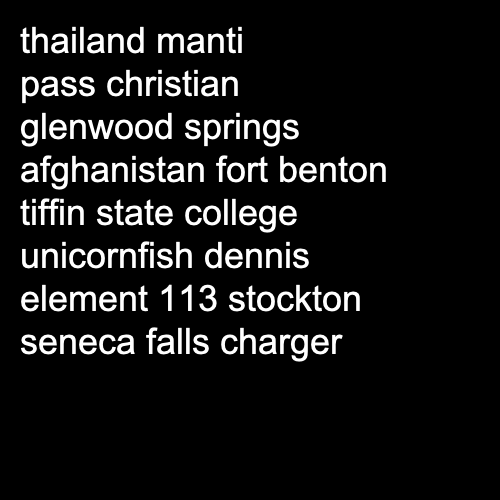 thailand manti
pass christian
glenwood springs
afghanistan fort benton
tiffin state college
unicornfish dennis
element 113 stockton
seneca falls charger